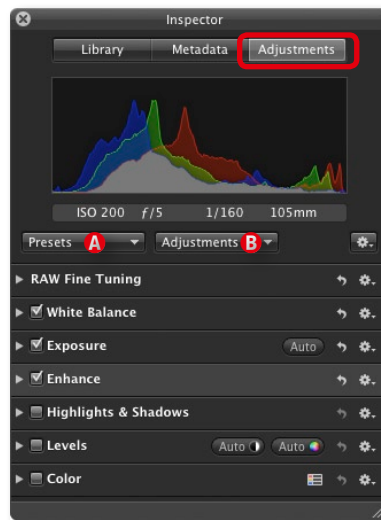 Inspector
Library Metadata Adjustments
ISO 200 f/5 1/160 105mm
Presets A Adjustments B
RAW Fine Tuning
White Balance
Exposure Auto
Enhance
Highlights & Shadows
Levels Auto Auto
Color